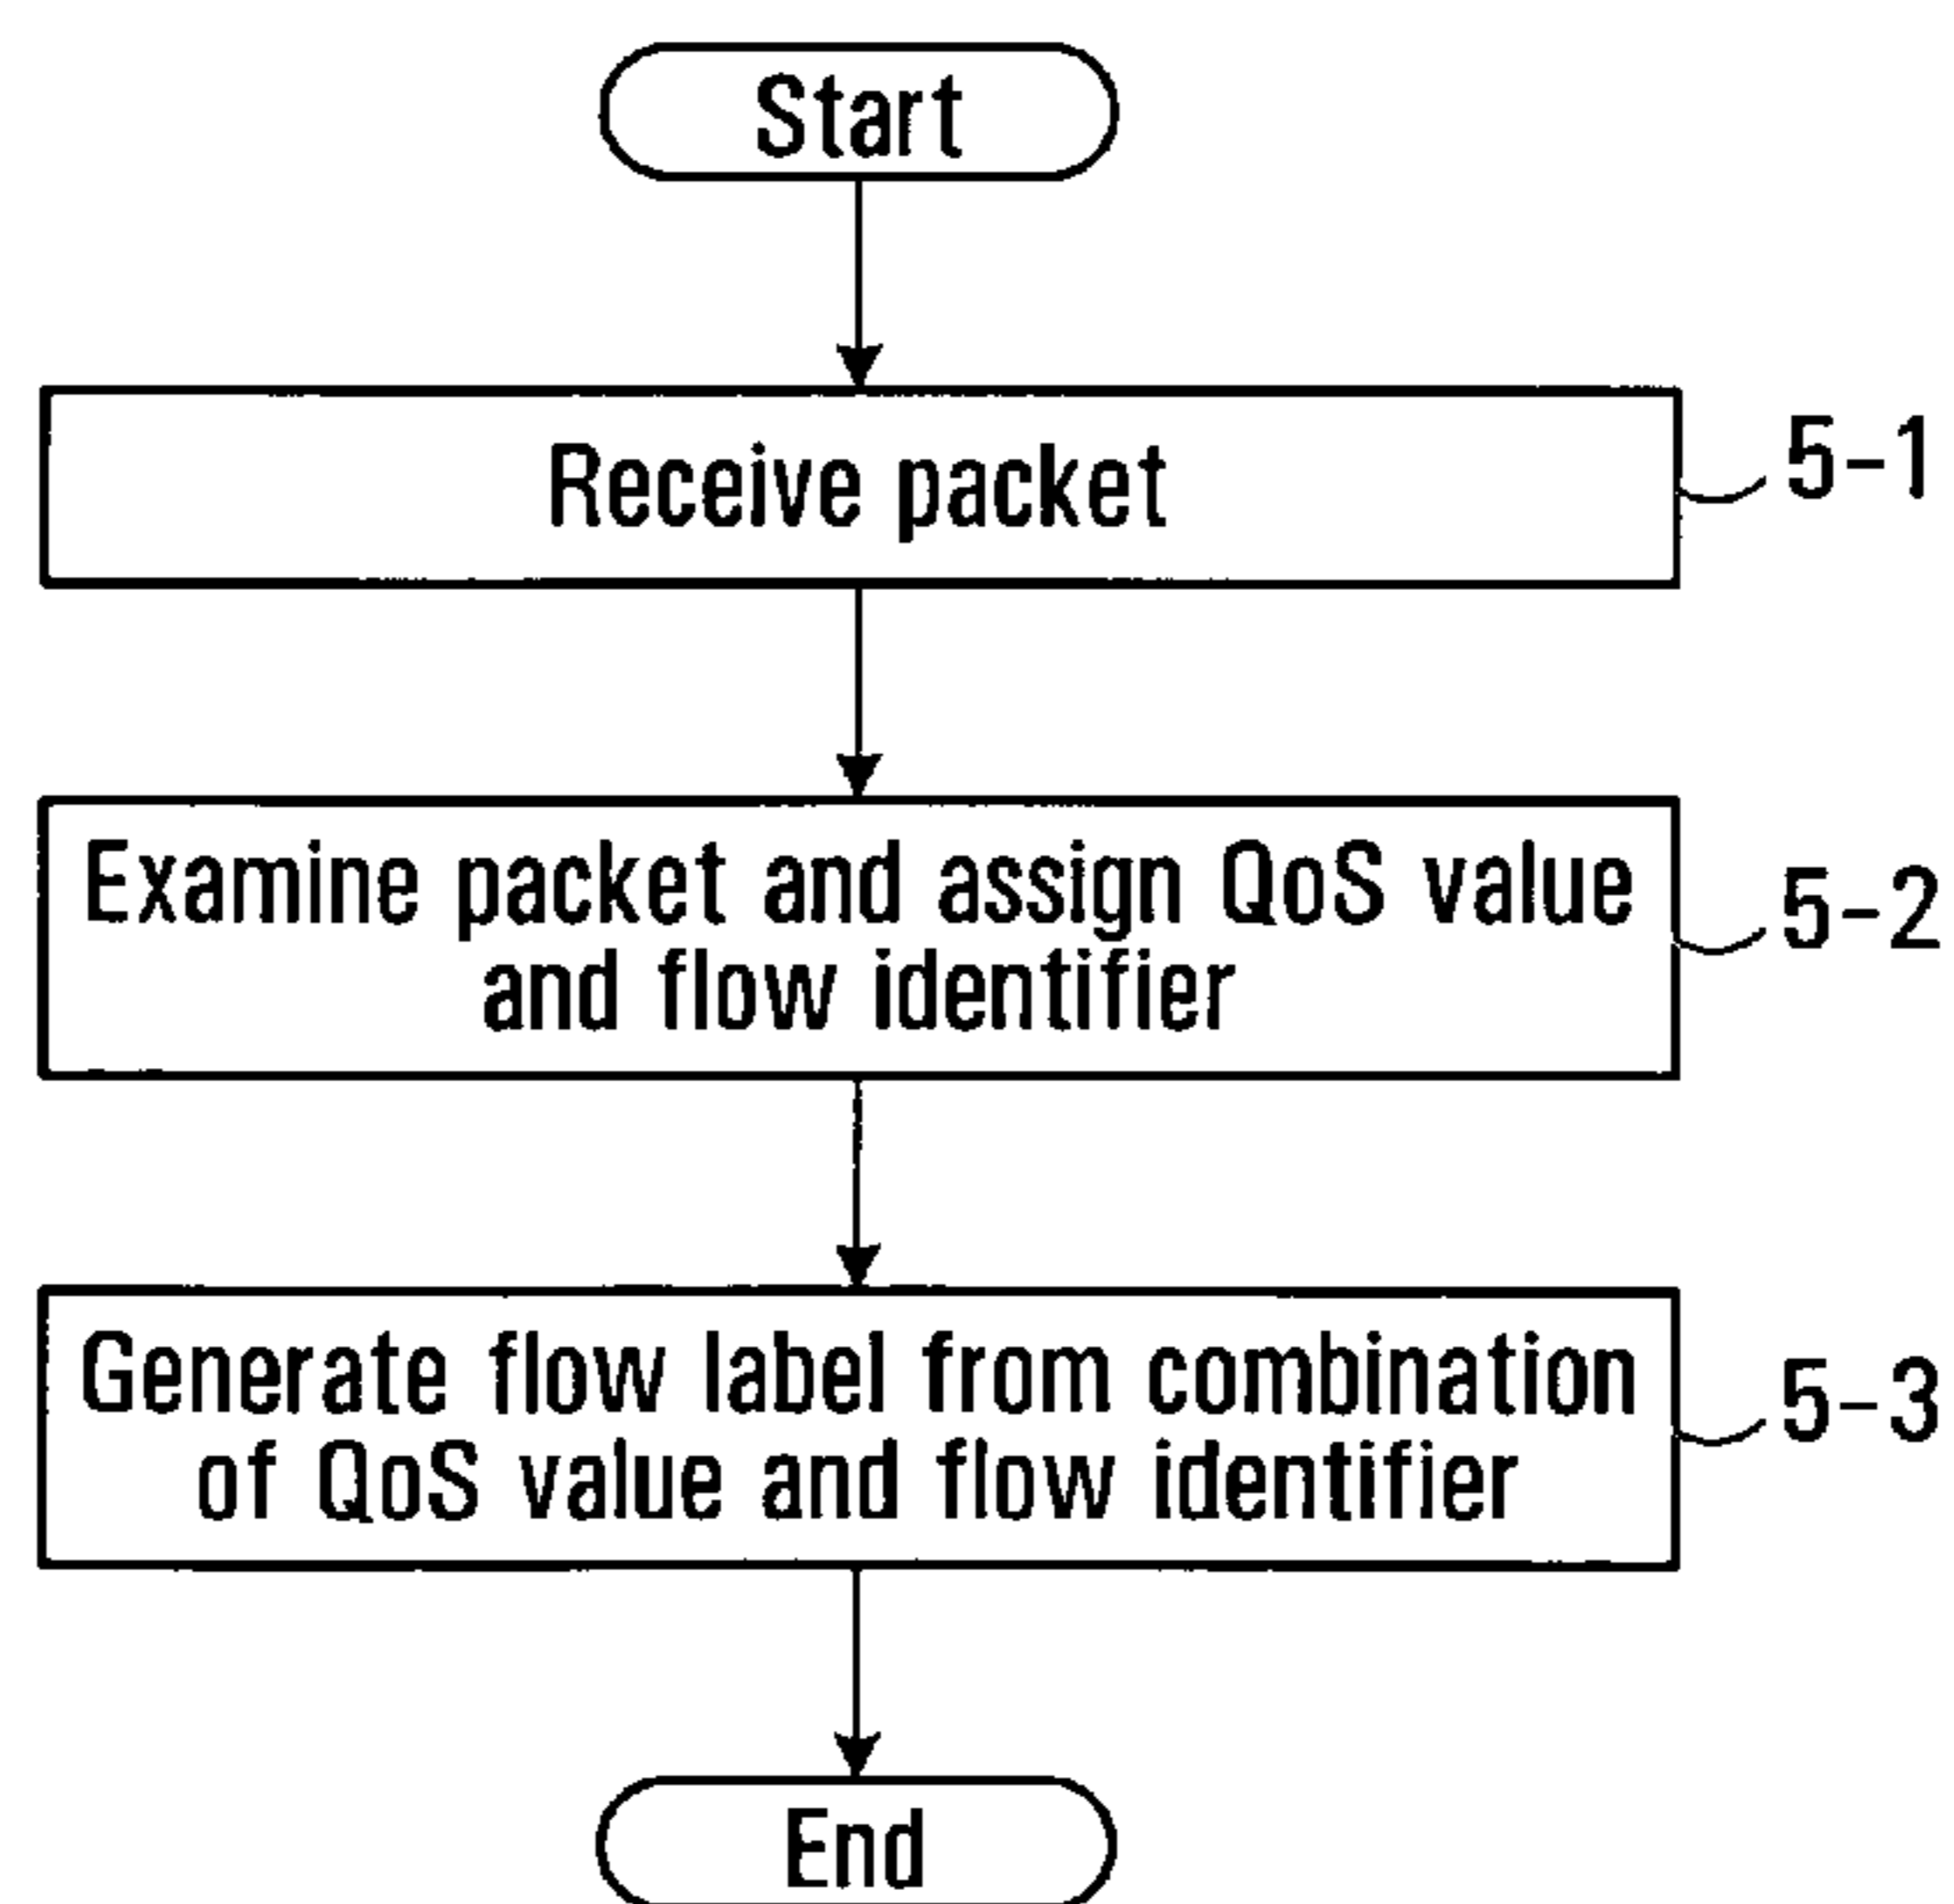 Start
Receive packet
5-1
Examine packet and assign QoS value
and flow identifier
5-2
Generate flow label from combination
of QoS value and flow identifier
5-3
End